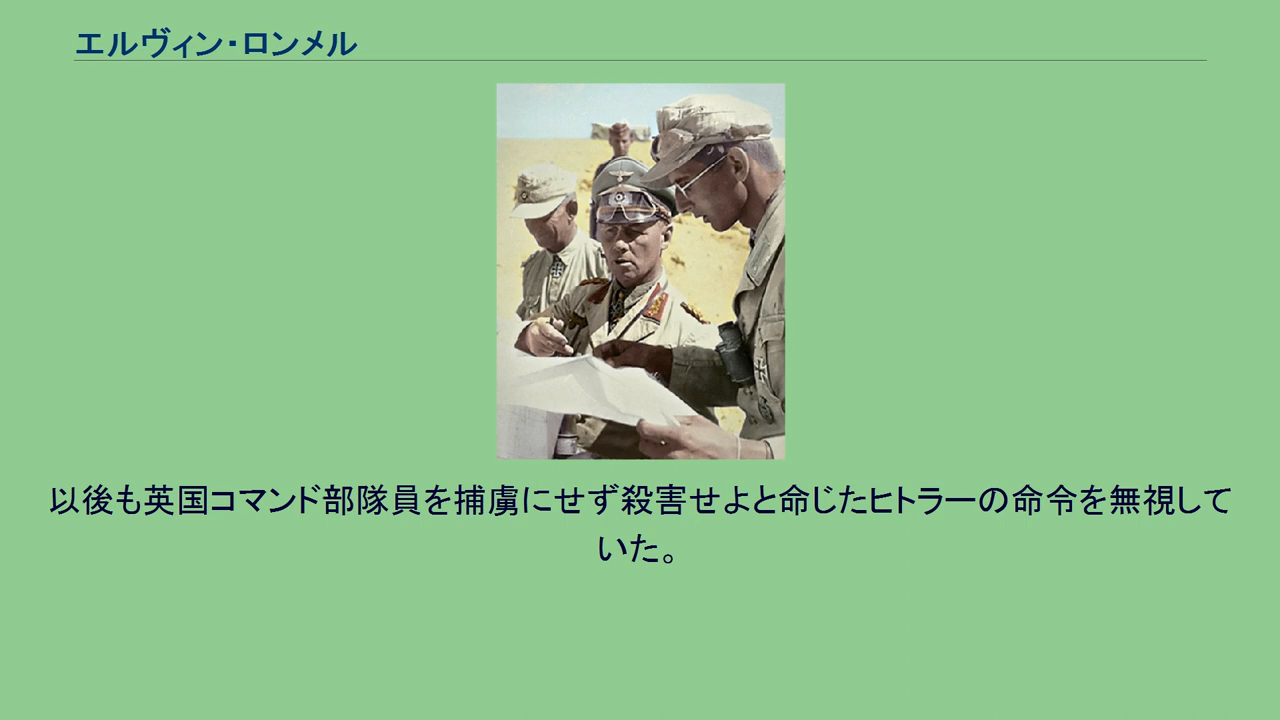 エルヴィン・ロンメル
以後も英国コマンド部隊員を捕虜にせず殺害せよと命じたヒトラーの命令を無視して
いた。